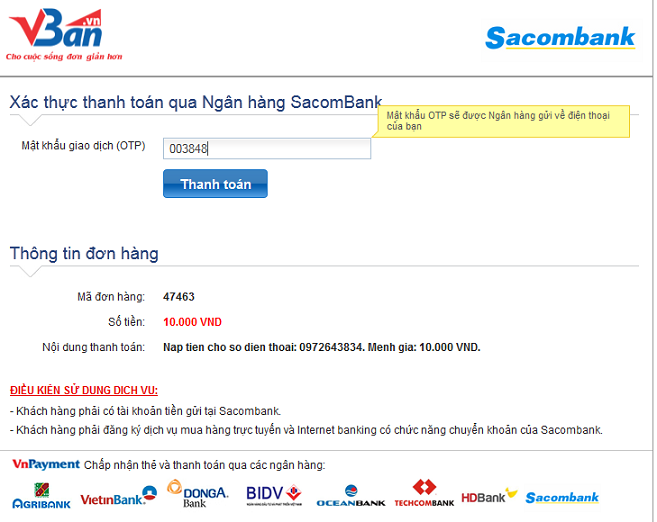 VBan.vn
Cho cuộc sống đơn giản hơn
Sacombank
Xác thực thanh toán qua Ngân hàng SacomBank
Mật khẩu OTP sẽ được Ngân hàng gửi về điện thoại
của bạn
Mật khẩu giao dịch (OTP)
003848
Thanh toán
Thông tin đơn hàng
Mã đơn hàng: 47463
Số tiền: 10.000 VND
Nội dung thanh toán: Nap tien cho so dien thoai: 0972643834. Menh gia: 10.000 VND.
ĐIỀU KIỆN SỬ DỤNG DỊCH VỤ:
- Khách hàng phải có tài khoản tiền gửi tại Sacombank.
- Khách hàng phải đăng ký dịch vụ mua hàng trực tuyến và Internet banking có chức năng chuyển khoản của Sacombank.
VnPayment Chấp nhận thẻ và thanh toán qua các ngân hàng:
AGRIBANK VietinBank DONGA Bank BIDV OCEANBANK TECHCOMBANK HDBank Sacombank